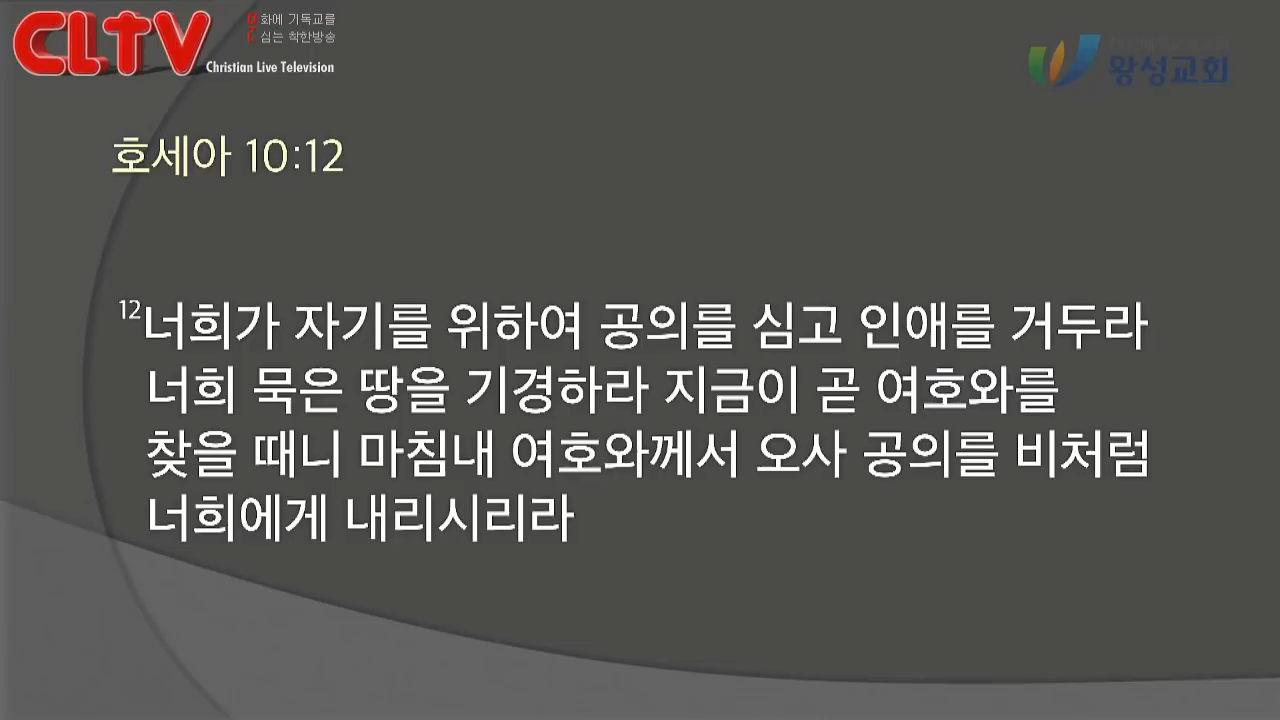 CLTV
화에 기독교를
심는 착한방송
Christian Live Television
왕성교회
호세아 10:12
12너희가 자기를 위하여 공의를 심고 인애를 거두라
너희 묵은 땅을 기경하라 지금이 곧 여호와를
찾을 때니 마침내 여호와께서 오사 공의를 비처럼
너희에게 내리시리라